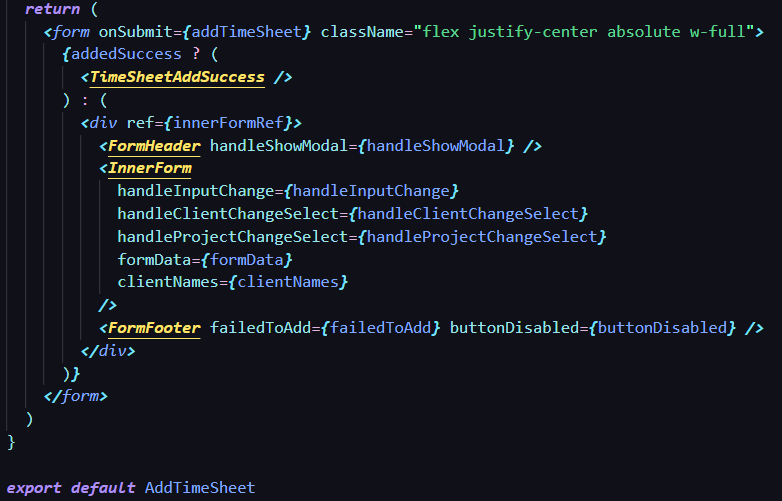 return (
<form onSubmit={addTimeSheet} className="flex justify-center absolute w-full">
{addedSuccess ? (
<TimeSheetAddSuccess />
) : (
<div ref={innerFormRef}>
<FormHeader handleShowModal={handleShowModal} />
<InnerForm
handleInputChange={handleInputChange}
handleClientChangeSelect={handleClientChangeSelect}
handleProjectChangeSelect={handleProjectChangeSelect}
formData={formData}
clientNames={clientNames}
/>
<FormFooter failedToAdd={failedToAdd} buttonDisabled={buttonDisabled} />
</div>
)}
</form>
)
}
export default AddTimeSheet